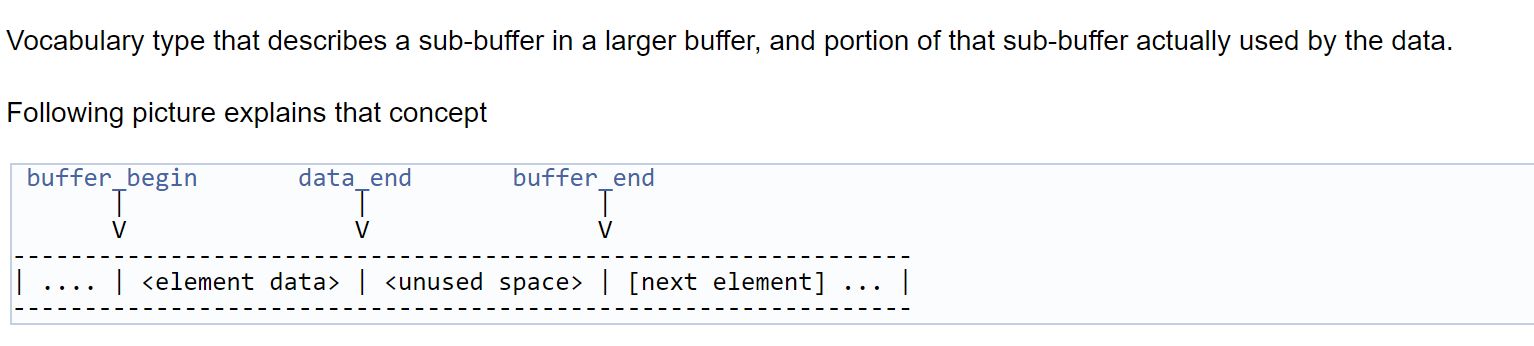 Vocabulary type that describes a sub-buffer in a larger buffer, and portion of that sub-buffer actually used by the data.
Following picture explains that concept
buffer_begin data_end buffer_end
| | |
V V V
---------------------------------------------------------------
| .... | <element data> | <unused space> | [next element] ... |
---------------------------------------------------------------